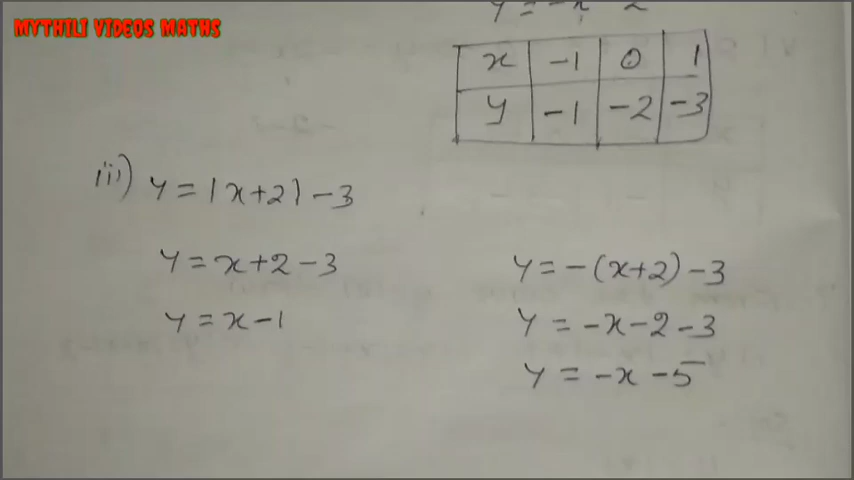 MYTHILI VIDEOS MATHS
y = -x - 2
x -1 0 1
y -1 -2 -3
iii) y = |x+2| - 3
y = x+2-3
y = x-1
y = -(x+2) - 3
y = -x-2-3
y = -x-5